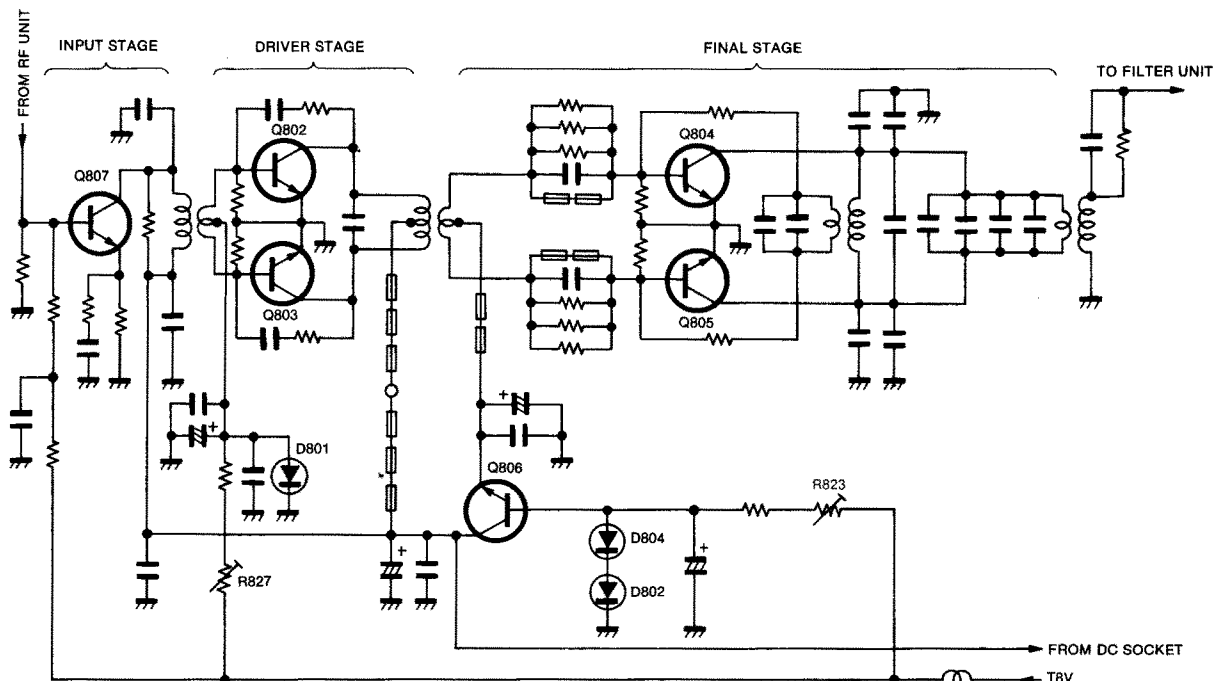 FROM RF UNIT
INPUT STAGE
DRIVER STAGE
FINAL STAGE
TO FILTER UNIT
Q802
Q804
Q807
Q803
Q805
+
+
D801
Q806
R823
D804
+
+
R827
D802
FROM DC SOCKET
T8V